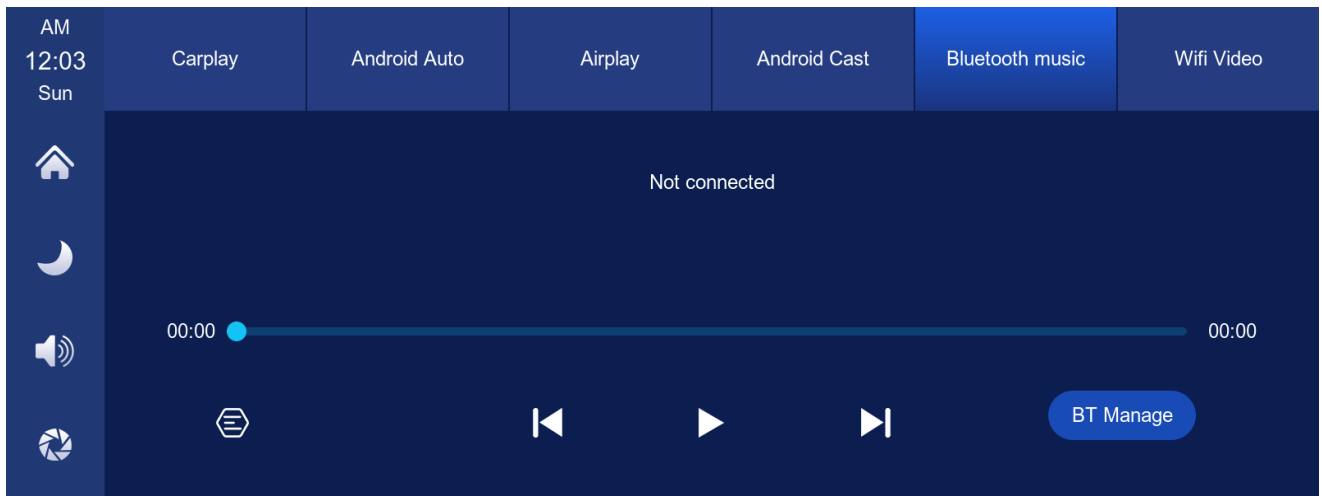 AM
12:03
Sun
Carplay
Android Auto
Airplay
Android Cast
Bluetooth music
Wifi Video
Not connected
00:00
00:00
BT Manage